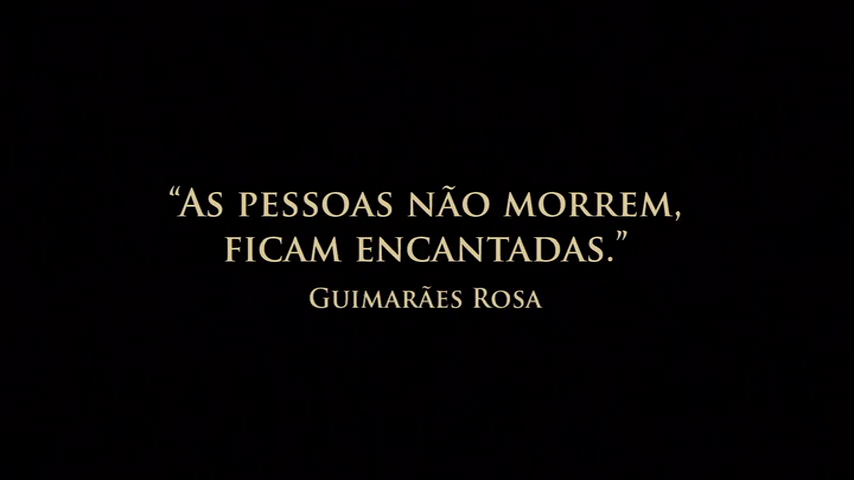 “As pessoas não morrem,
ficam encantadas.”
Guimarães Rosa